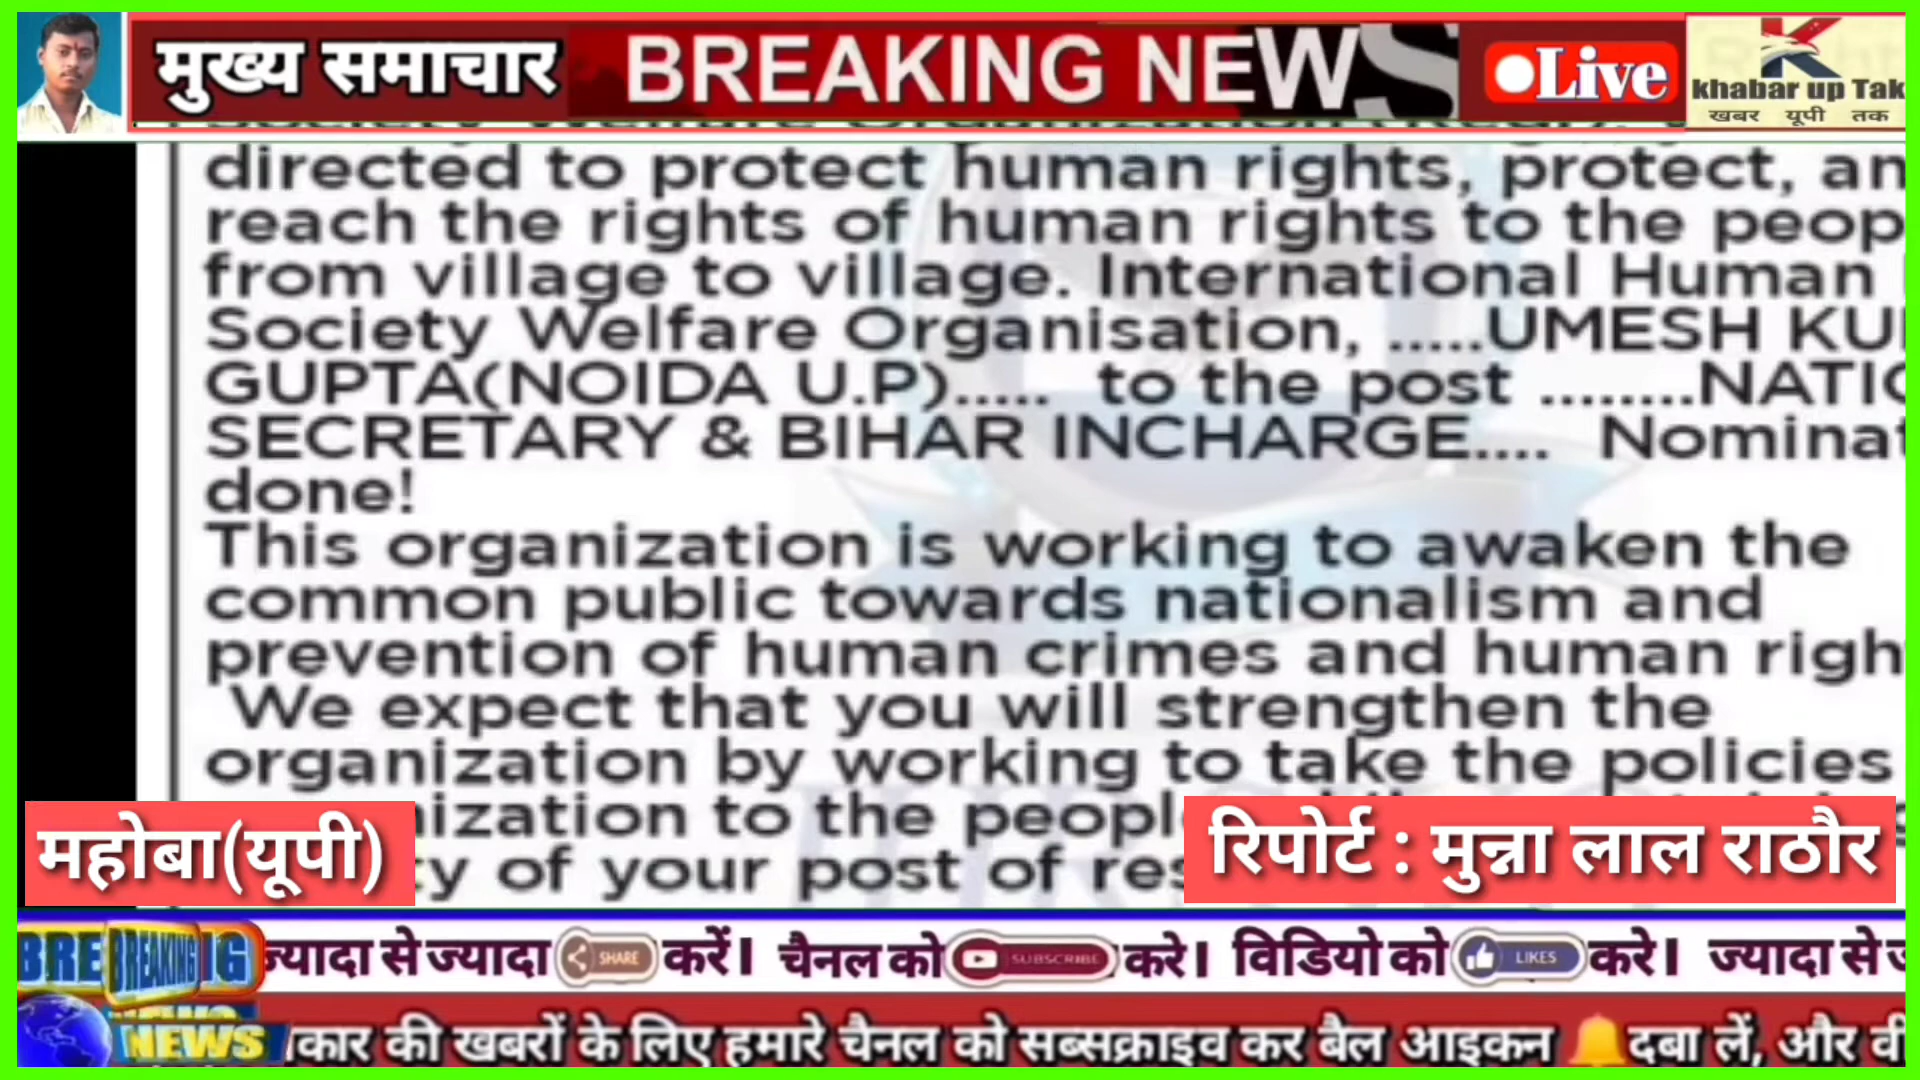 मुख्य समाचार
BREAKING NEWS
Live
khabar up Tak
खबर यूपी तक
directed to protect human rights, protect, an
reach the rights of human rights to the peop
from village to village. International Human
Society Welfare Organisation, .....UMESH KU
GUPTA(NOIDA U.P)..... to the post ........NATIO
SECRETARY & BIHAR INCHARGE.... Nominat
done!
This organization is working to awaken the
common public towards nationalism and
prevention of human crimes and human righ
We expect that you will strengthen the
organization by working to take the policies
nization to the peopl
y of your post of res
महोबा(यूपी)
रिपोर्ट : मुन्ना लाल राठौर
BREAKING NEWS
ज्यादा से ज्यादा SHARE करें। चैनल को SUBSCRIBE करे। विडियो को LIKES करे। ज्यादा से ज
कार की खबरों के लिए हमारे चैनल को सब्सक्राइव कर बैल आइकन 🔔दबा लें, और वी